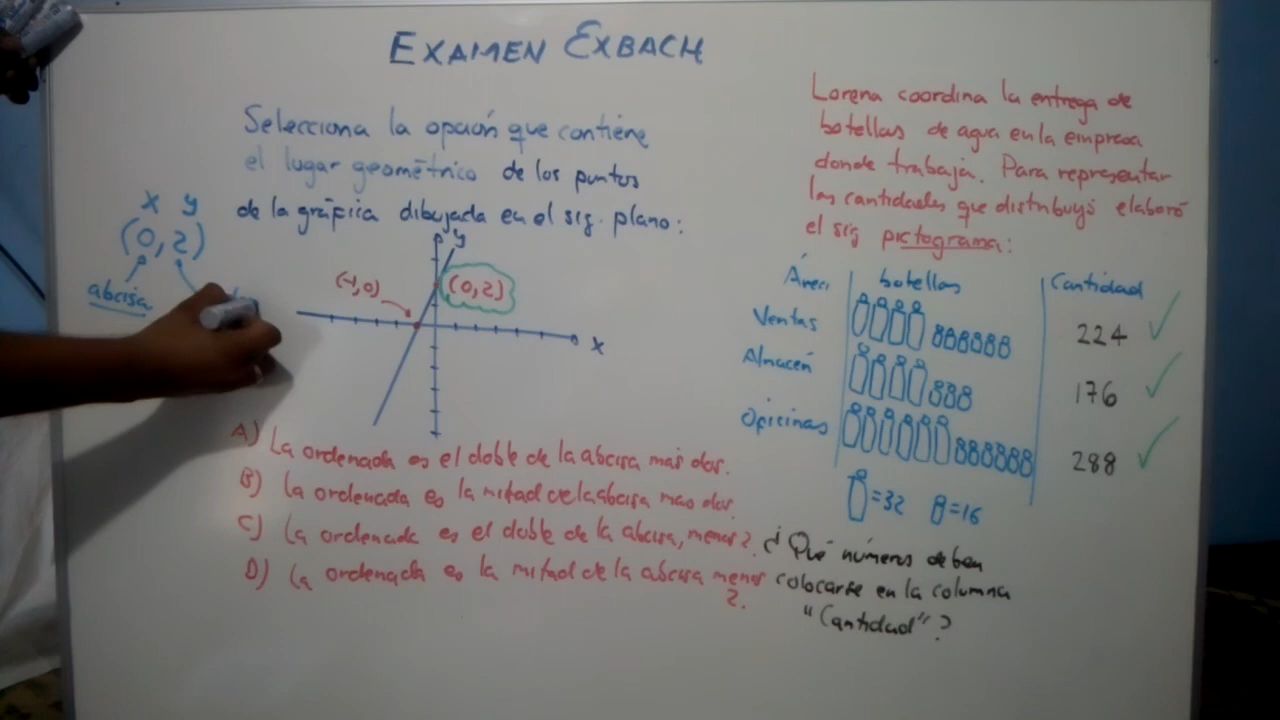 EXAMEN EXBACH
Selecciona la opción que contiene
el lugar geométrico de los puntos
de la gráfica dibujada en el sig. plano:
x y
(0,2)
abcisa
y
(-1,0)
(0,2)
x
A) La ordenada es el doble de la abcisa más dos.
B) La ordenada es la mitad de la abcisa mas dos.
C) La ordenada es el doble de la abcisa, menos 2.
D) La ordenada es la mitad de la abcisa menos
2.
Lorena coordina la entrega de
botellas de agua en la empresa
donde trabaja. Para representar
las cantidades que distribuyó elaboró
el sig pictograma:
Área botellas Cantidad
Ventas 224
Almacén 176
Oficinas 288
=32 =16
¿Qué números deben
colocarse en la columna
"Cantidad"?